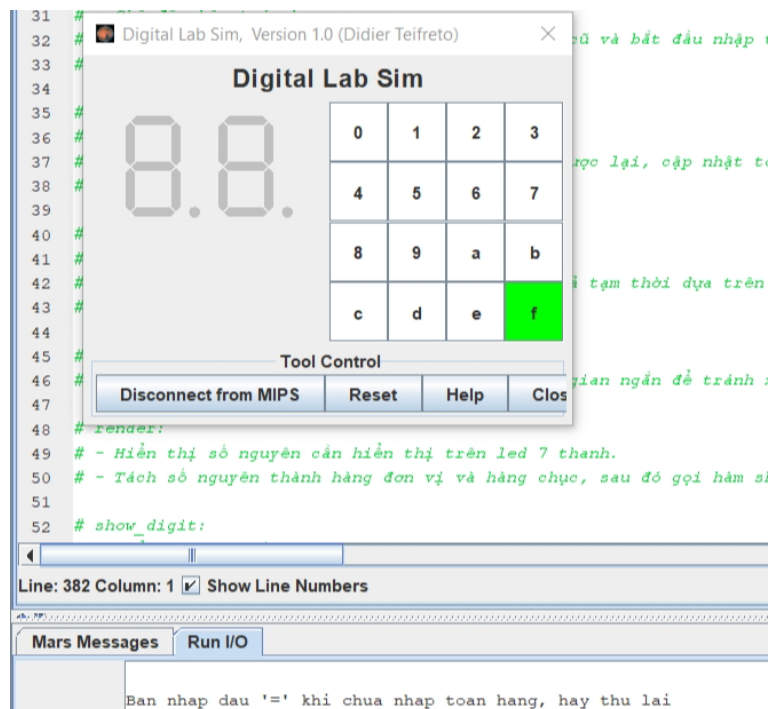 31 #
32 # cũ và bắt đầu nhập
33 #
34
35 #
36 #
37 # ược lại, cập nhật
38 #
39
40 #
41 #
42 # tạm thời dựa trên
43 #
44
45 #
46 # gian ngắn để tránh
47
48 # render:
49 # - Hiển thị số nguyên cần hiển thị trên led 7 thanh.
50 # - Tách số nguyên thành hàng đơn vị và hàng chục, sau đó gọi hàm
51
52 # show_digit:
Digital Lab Sim, Version 1.0 (Didier Teifreto)
Digital Lab Sim
8.8.
0 1 2 3
4 5 6 7
8 9 a b
c d e f
Tool Control
Disconnect from MIPS Reset Help Clos
Line: 382 Column: 1 Show Line Numbers
Mars Messages Run I/O
Ban nhap dau '=' khi chua nhap toan hang, hay thu lai